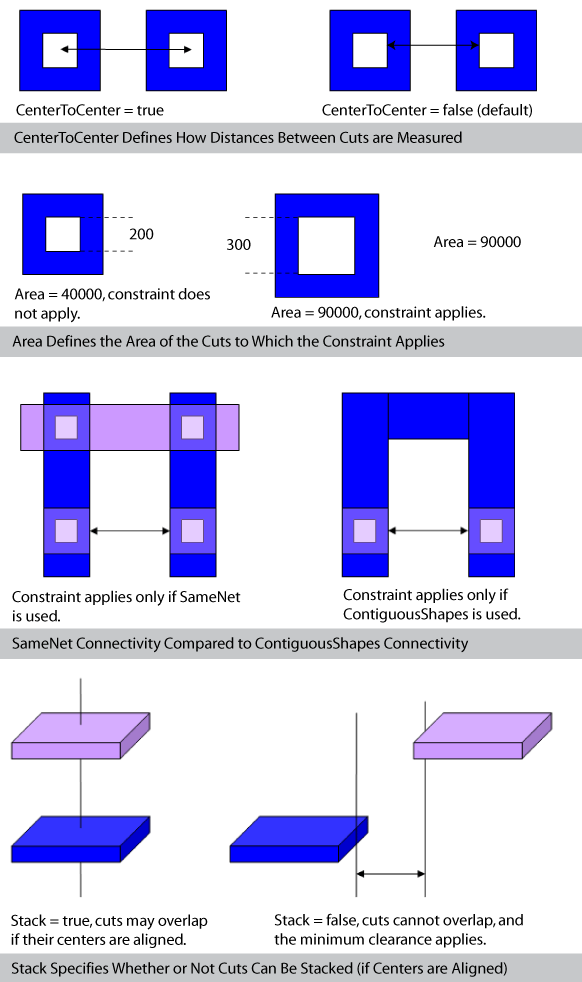 CenterToCenter = true
CenterToCenter = false (default)
CenterToCenter Defines How Distances Between Cuts are Measured
200
300
Area = 90000
Area = 40000, constraint does
not apply.
Area = 90000, constraint applies.
Area Defines the Area of the Cuts to Which the Constraint Applies
Constraint applies only if SameNet
is used.
Constraint applies only if
ContiguousShapes is used.
SameNet Connectivity Compared to ContiguousShapes Connectivity
Stack = true, cuts may overlap
if their centers are aligned.
Stack = false, cuts cannot overlap, and
the minimum clearance applies.
Stack Specifies Whether or Not Cuts Can Be Stacked (if Centers are Aligned)